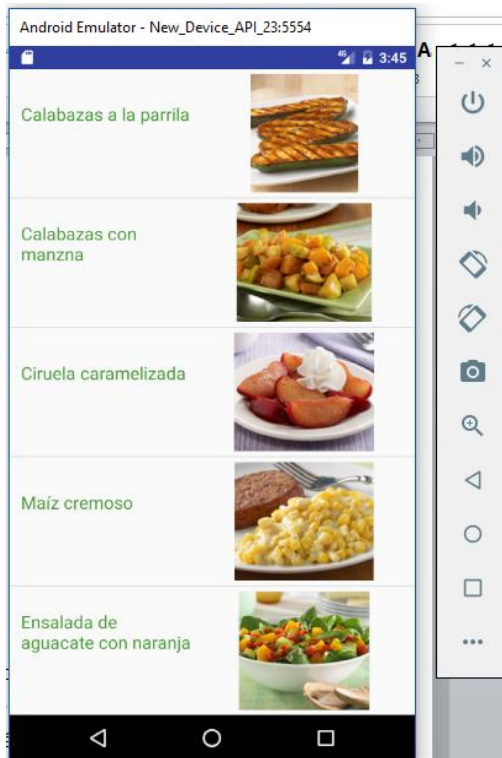 Android Emulator - New_Device_API_23:5554
4G
3:45
Calabazas a la parrila
Calabazas con
manzna
Ciruela caramelizada
Maíz cremoso
Ensalada de
aguacate con naranja